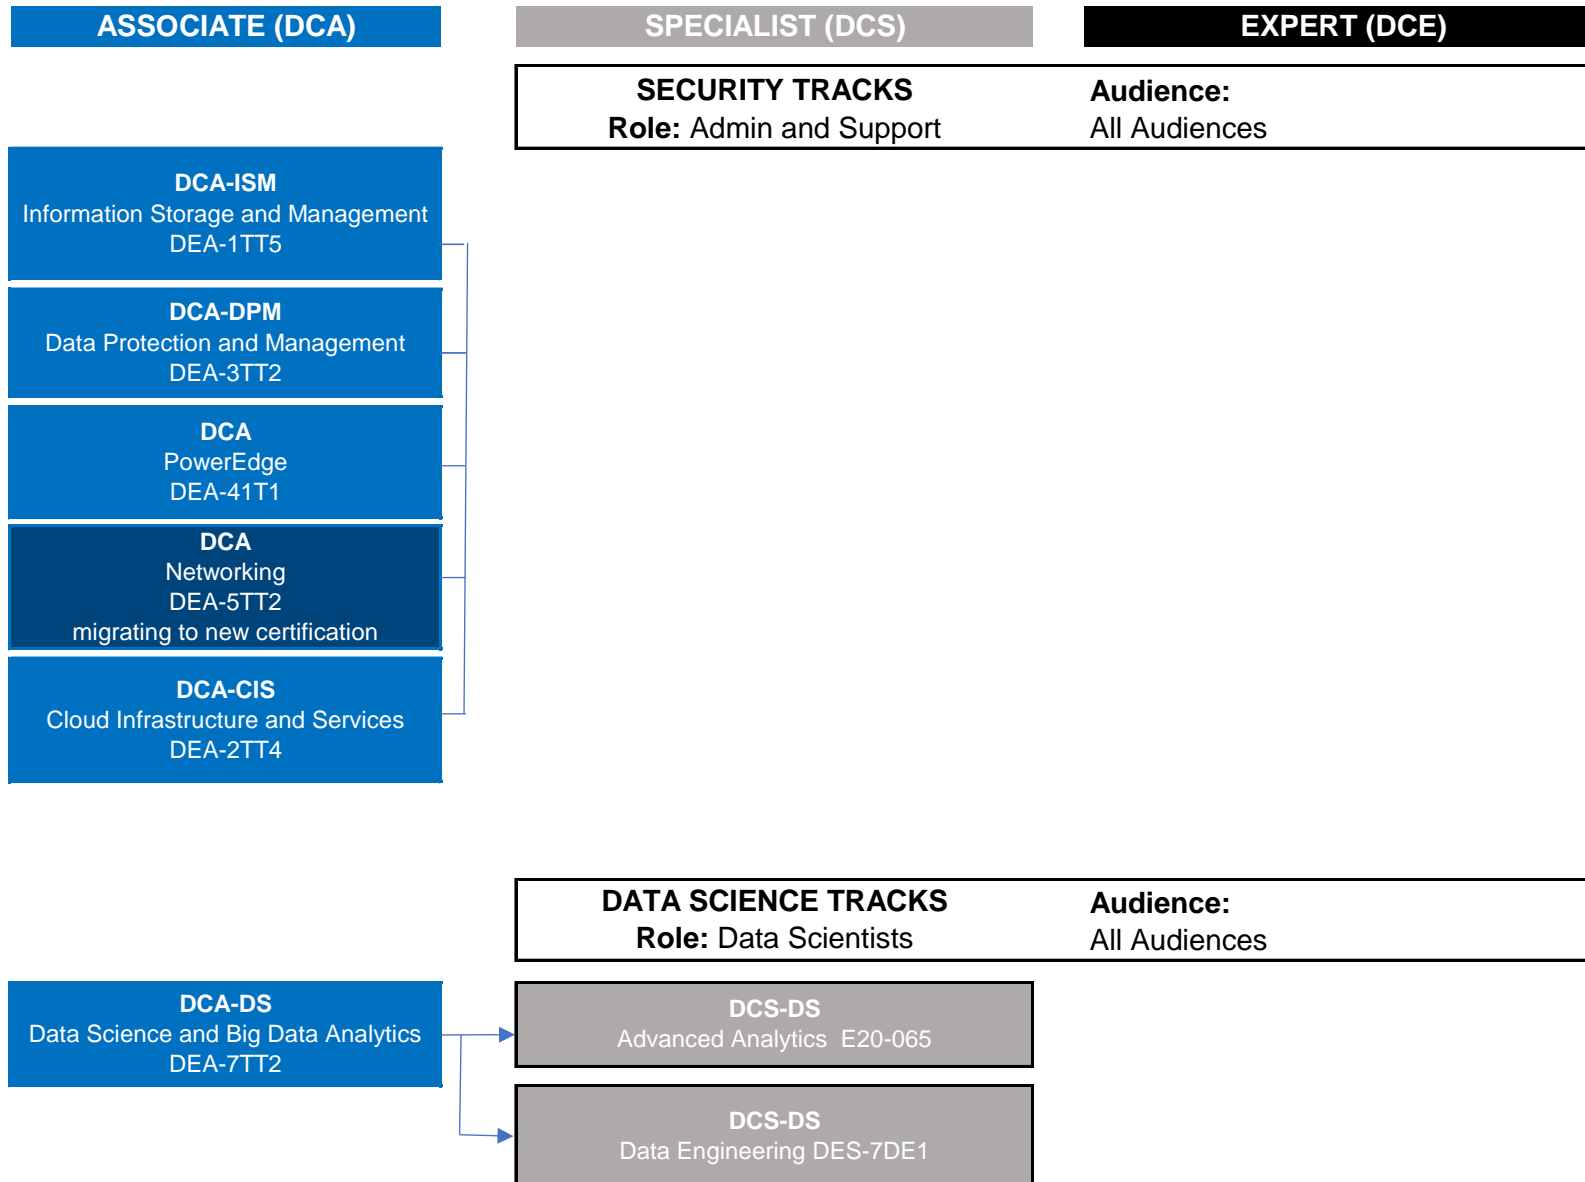 ASSOCIATE (DCA)
SPECIALIST (DCS)
EXPERT (DCE)
SECURITY TRACKS
Role: Admin and Support
Audience:
All Audiences
DCA-ISM
Information Storage and Management
DEA-1TT5
DCA-DPM
Data Protection and Management
DEA-3TT2
DCA
PowerEdge
DEA-41T1
DCA
Networking
DEA-5TT2
migrating to new certification
DCA-CIS
Cloud Infrastructure and Services
DEA-2TT4
DATA SCIENCE TRACKS
Role: Data Scientists
Audience:
All Audiences
DCA-DS
Data Science and Big Data Analytics
DEA-7TT2
DCS-DS
Advanced Analytics  E20-065
DCS-DS
Data Engineering DES-7DE1